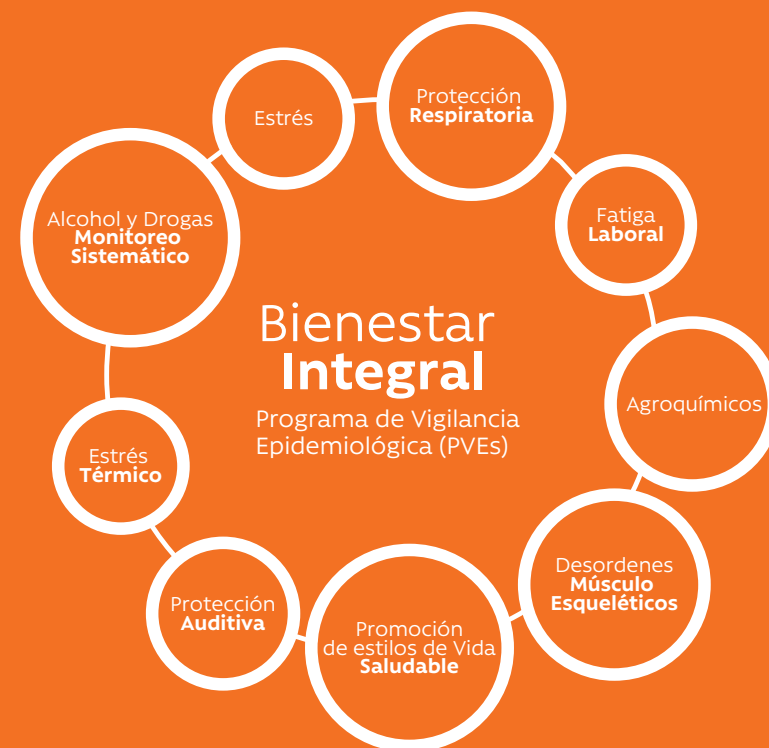 Bienestar
Integral
Programa de Vigilancia
Epidemiológica (PVEs)
Estrés
Protección
Respiratoria
Fatiga
Laboral
Agroquímicos
Desordenes
Músculo
Esqueléticos
Promoción
de estilos de Vida
Saludable
Protección
Auditiva
Estrés
Térmico
Alcohol y Drogas
Monitoreo
Sistemático